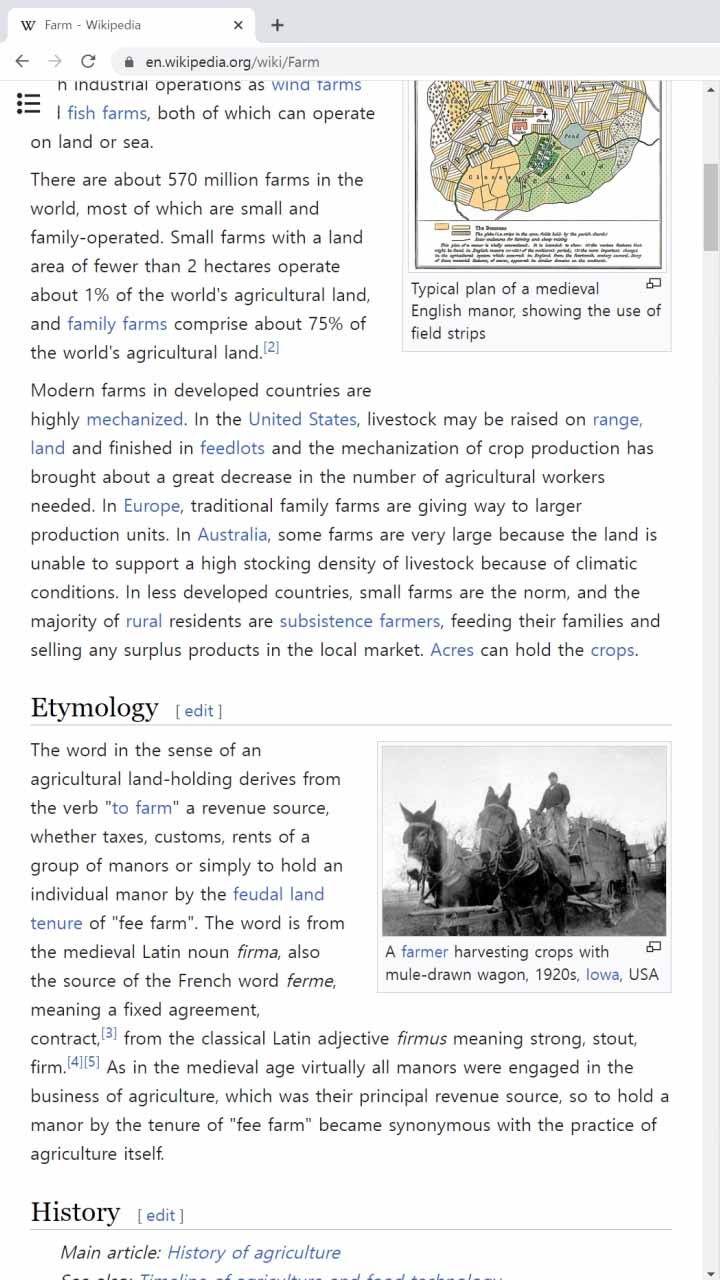 Farm - Wikipedia
en.wikipedia.org/wiki/Farm
h industrial operations as wind farms
fish farms, both of which can operate
on land or sea.
There are about 570 million farms in the
world, most of which are small and
family-operated. Small farms with a land
area of fewer than 2 hectares operate
about 1% of the world's agricultural land,
and family farms comprise about 75% of
the world's agricultural land.[2]
Pond
The Demesne
Typical plan of a medieval
English manor, showing the use of
field strips
Modern farms in developed countries are
highly mechanized. In the United States, livestock may be raised on range,
land and finished in feedlots and the mechanization of crop production has
brought about a great decrease in the number of agricultural workers
needed. In Europe, traditional family farms are giving way to larger
production units. In Australia, some farms are very large because the land is
unable to support a high stocking density of livestock because of climatic
conditions. In less developed countries, small farms are the norm, and the
majority of rural residents are subsistence farmers, feeding their families and
selling any surplus products in the local market. Acres can hold the crops.
Etymology [ edit ]
The word in the sense of an
agricultural land-holding derives from
the verb "to farm" a revenue source,
whether taxes, customs, rents of a
group of manors or simply to hold an
individual manor by the feudal land
tenure of "fee farm". The word is from
the medieval Latin noun firma, also
the source of the French word ferme,
meaning a fixed agreement,
contract,[3] from the classical Latin adjective firmus meaning strong, stout,
firm.[4][5] As in the medieval age virtually all manors were engaged in the
business of agriculture, which was their principal revenue source, so to hold a
manor by the tenure of "fee farm" became synonymous with the practice of
agriculture itself.
A farmer harvesting crops with
mule-drawn wagon, 1920s, Iowa, USA
History [ edit ]
Main article: History of agriculture
See also: Timeline of agriculture and food technology